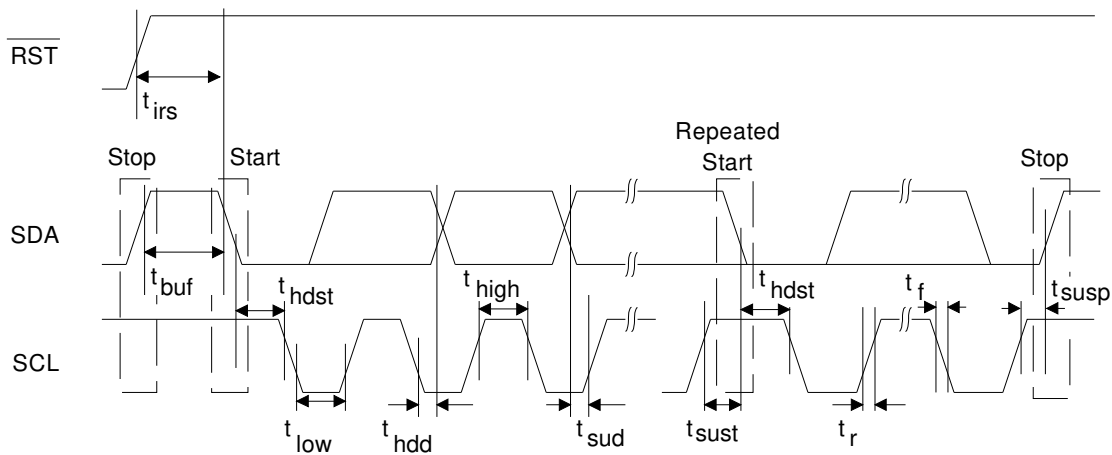 RST
t irs
Repeated
Stop Start Start Stop
SDA
t buf t hdst t high t hdst t f t susp
SCL
t low t hdd t sud t sust t r